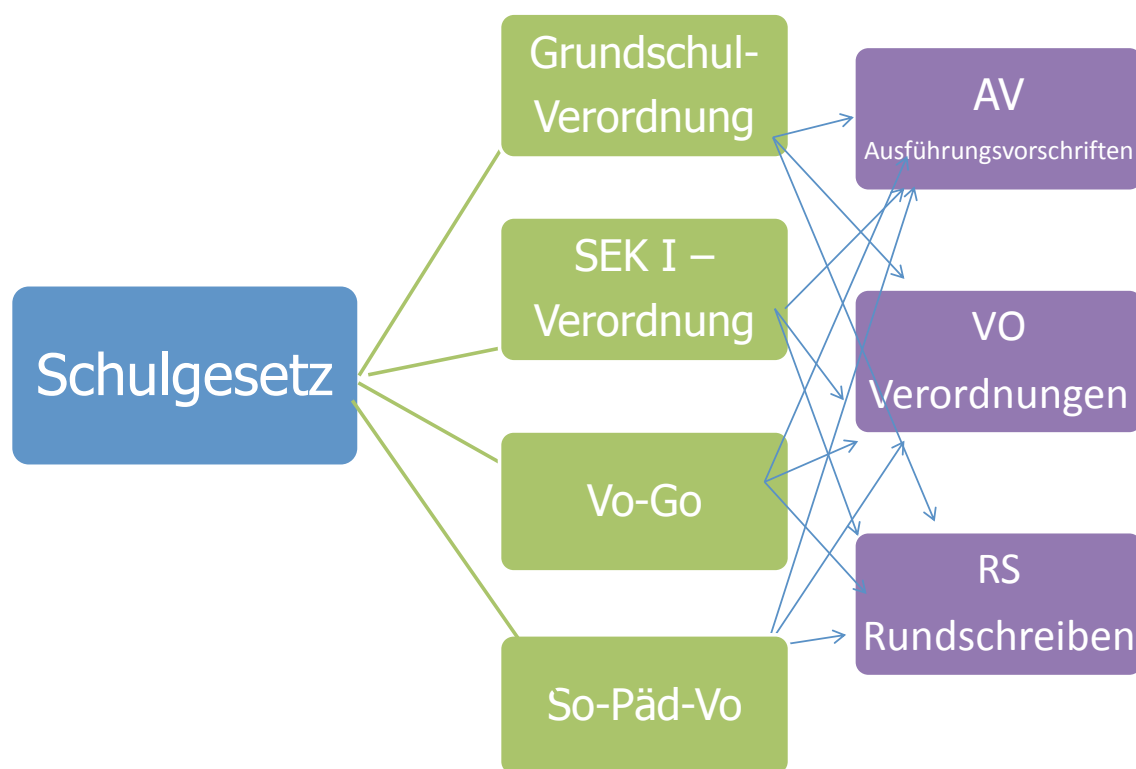 Schulgesetz
Grundschul-
Verordnung
SEK I –
Verordnung
Vo-Go
So-Päd-Vo
AV
Ausführungsvorschriften
VO
Verordnungen
RS
Rundschreiben